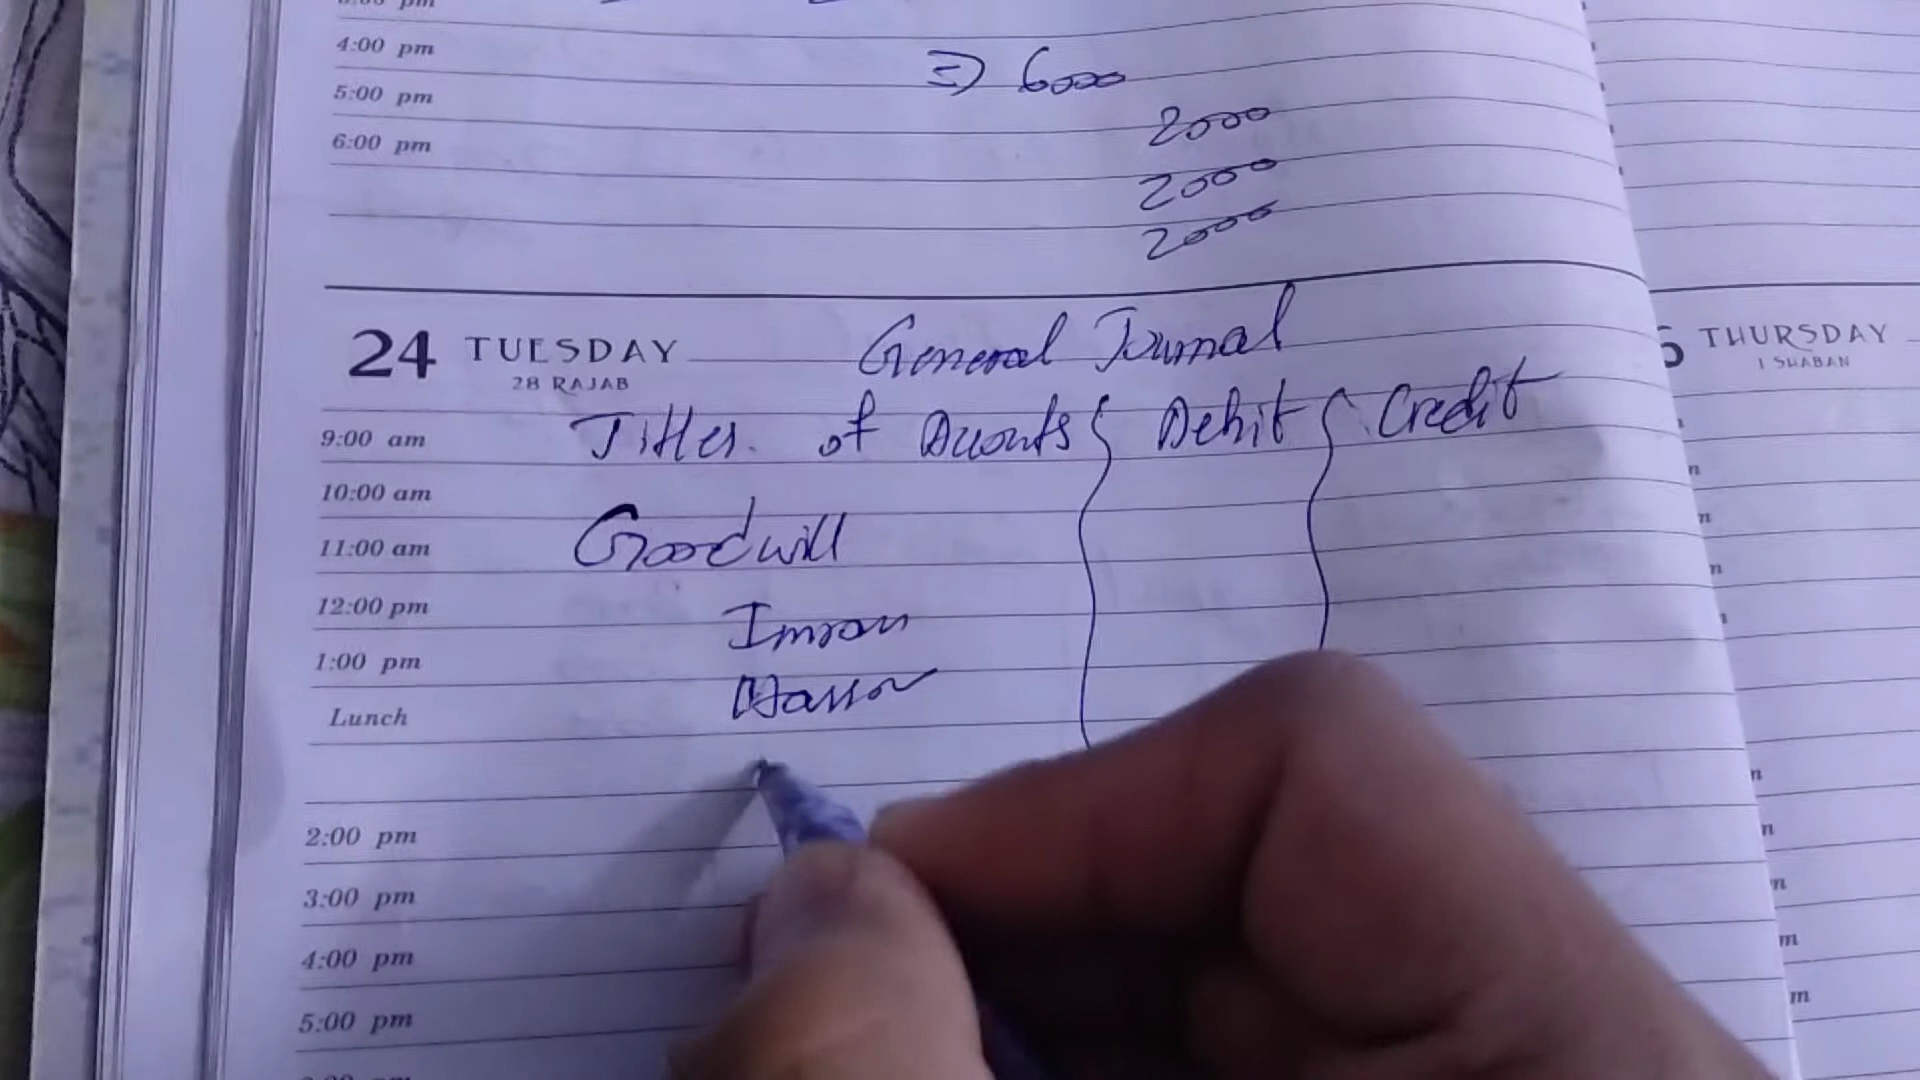 4:00 pm
⇒ 6000
5:00 pm
2000
6:00 pm
2000
2000
24 TUESDAY General Journal
28 RAJAB
9:00 am Titles. of Accounts Debit Credit
10:00 am
11:00 am Goodwill
12:00 pm Imran
1:00 pm
Lunch Hassan
2:00 pm
3:00 pm
4:00 pm
5:00 pm
THURSDAY
1 SHABAN